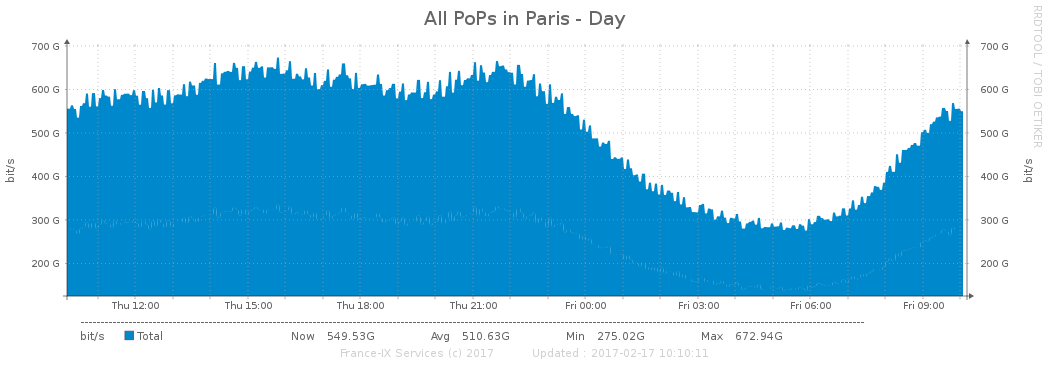 All PoPs in Paris - Day
RRDTOOL / TOBI OETIKER
700 G 700 G
600 G 600 G
500 G 500 G
400 G 400 G
300 G 300 G
200 G 200 G
bit/s bit/s
Thu 12:00 Thu 15:00 Thu 18:00 Thu 21:00 Fri 00:00 Fri 03:00 Fri 06:00 Fri 09:00
bit/s Total Now 549.53G Avg 510.63G Min 275.02G Max 672.94G
France-IX Services (c) 2017 Updated : 2017-02-17 10:10:11